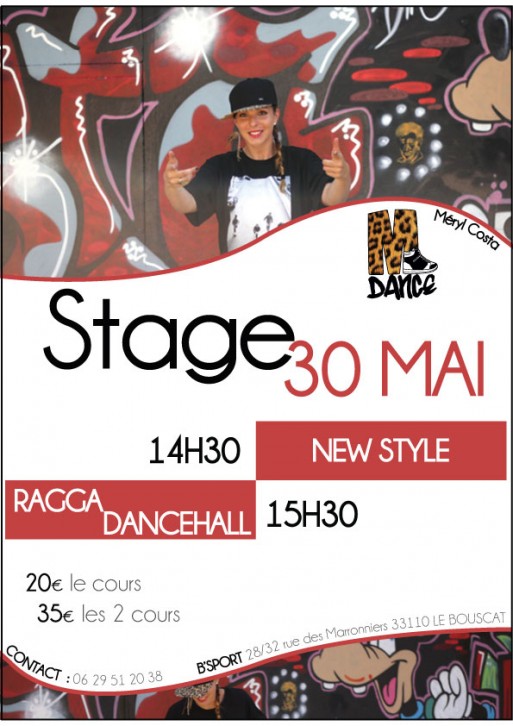 Méryl Costa
N
DANCE
Stage
30 MAI
14H30 NEW STYLE
RAGGA
DANCEHALL 15H30
20€ le cours
35€ les 2 cours
CONTACT : 06 29 51 20 38
B'SPORT 28/32 rue des Marronniers 33110 LE BOUSCAT